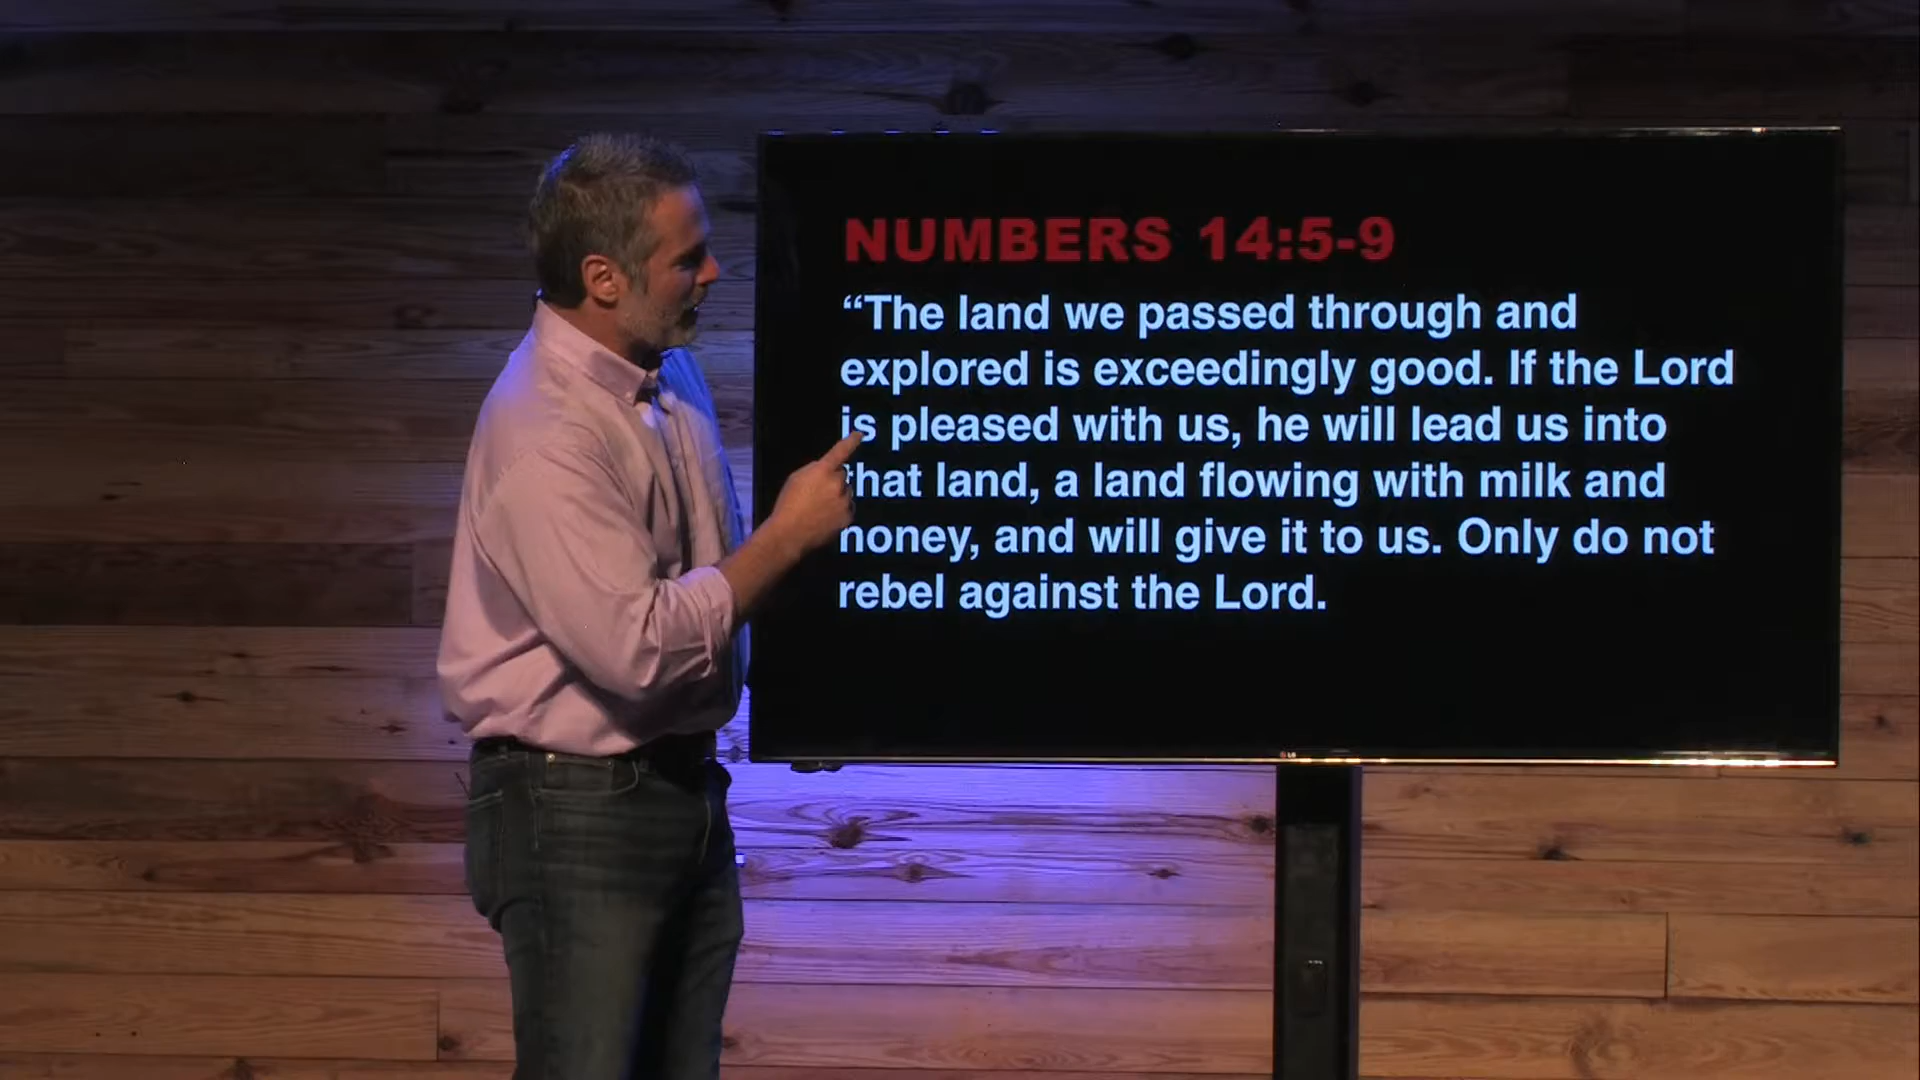 NUMBERS 14:5-9
“The land we passed through and
explored is exceedingly good. If the Lord
is pleased with us, he will lead us into
that land, a land flowing with milk and
honey, and will give it to us. Only do not
rebel against the Lord.
LG